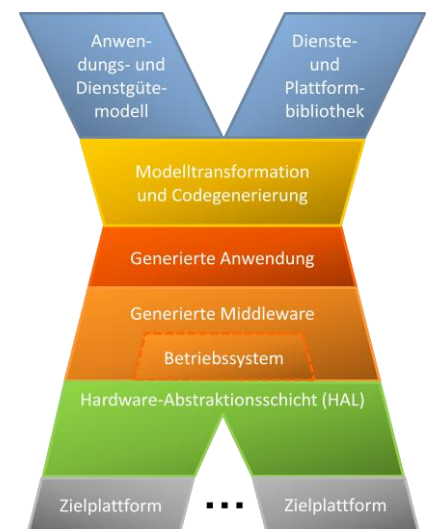 Anwen-
dungs- und
Dienstgüte-
modell
Dienste-
und
Plattform-
bibliothek
Modelltransformation
und Codegenerierung
Generierte Anwendung
Generierte Middleware
Betriebssystem
Hardware-Abstraktionsschicht (HAL)
Zielplattform ... Zielplattform